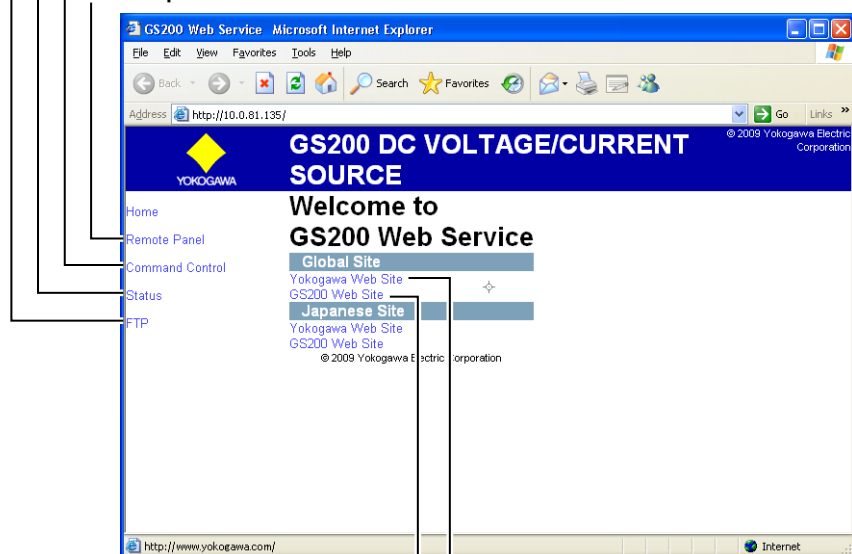 GS200 Web Service Microsoft Internet Explorer
File Edit View Favorites Tools Help
Back Search Favorites
Address http://10.0.81.135/ Go Links »
YOKOGAWA
GS200 DC VOLTAGE/CURRENT
SOURCE
© 2009 Yokogawa Electric
Corporation
Home
Remote Panel
Command Control
Status
FTP
Welcome to
GS200 Web Service
Global Site
Yokogawa Web Site
GS200 Web Site
Japanese Site
Yokogawa Web Site
GS200 Web Site
© 2009 Yokogawa Electric Corporation
http://www.yokogawa.com/ Internet